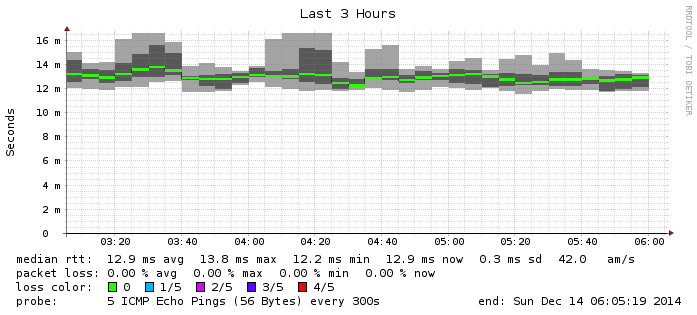 Last 3 Hours
RRDTOOL / TOBI OETIKER
Seconds
16 m
14 m
12 m
10 m
8 m
6 m
4 m
2 m
0
03:20 03:40 04:00 04:20 04:40 05:00 05:20 05:40 06:00
median rtt: 12.9 ms avg 13.8 ms max 12.2 ms min 12.9 ms now 0.3 ms sd 42.0 am/s
packet loss: 0.00 % avg 0.00 % max 0.00 % min 0.00 % now
loss color: 0 1/5 2/5 3/5 4/5
probe: 5 ICMP Echo Pings (56 Bytes) every 300s end: Sun Dec 14 06:05:19 2014